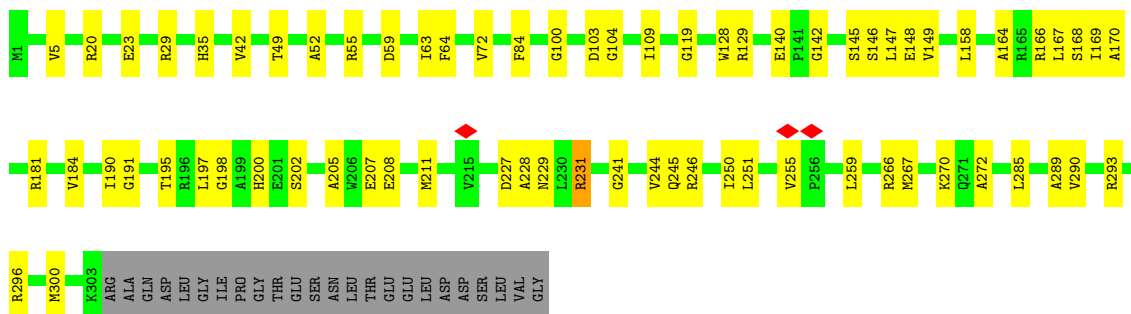 M1 V5 R20 E23 R29 H35 V42 T49 A52 R55 D59 I63 F64 V72 F84 G100 D103 G104 I109 G119 W128 R129 E140 P141 G142 S145 S146 L147 E148 V149 L158 A164 R165 R166 L167 S168 I169 A170
R181 V184 I190 G191 T195 R196 L197 G198 A199 H200 E201 S202 A205 W206 E207 E208 M211 V215 D227 A228 N229 L230 R231 G241 V244 Q245 R246 I250 L251 V255 P256 L259 R266 M267 K270 Q271 A272 L285 A289 V290 R293
R296 M300 K303 ARG ALA GLN ASP LEU GLY ILE PRO GLY THR GLU SER ASN LEU THR GLU GLU LEU ASP ASP SER LEU VAL GLY